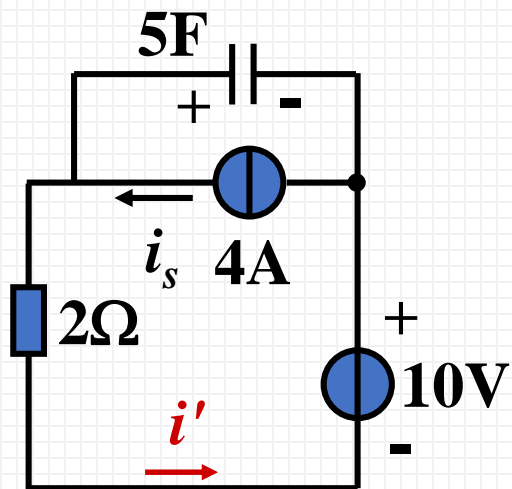 5F
+ -
i_s
4A
2Ω
+
10V
-
i'